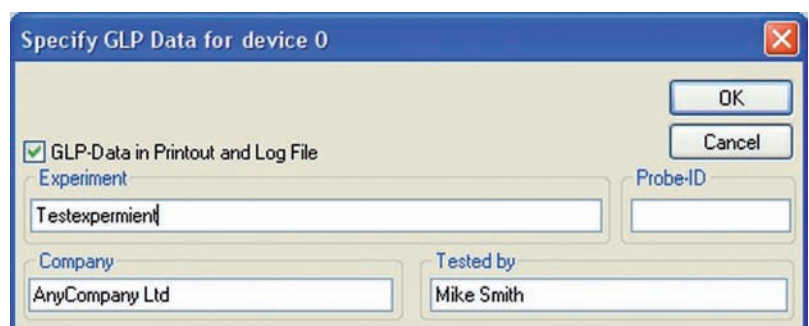 Specify GLP Data for device 0
OK
Cancel
GLP-Data in Printout and Log File
Experiment
Probe-ID
Testexpermient
Company
Tested by
AnyCompany Ltd
Mike Smith